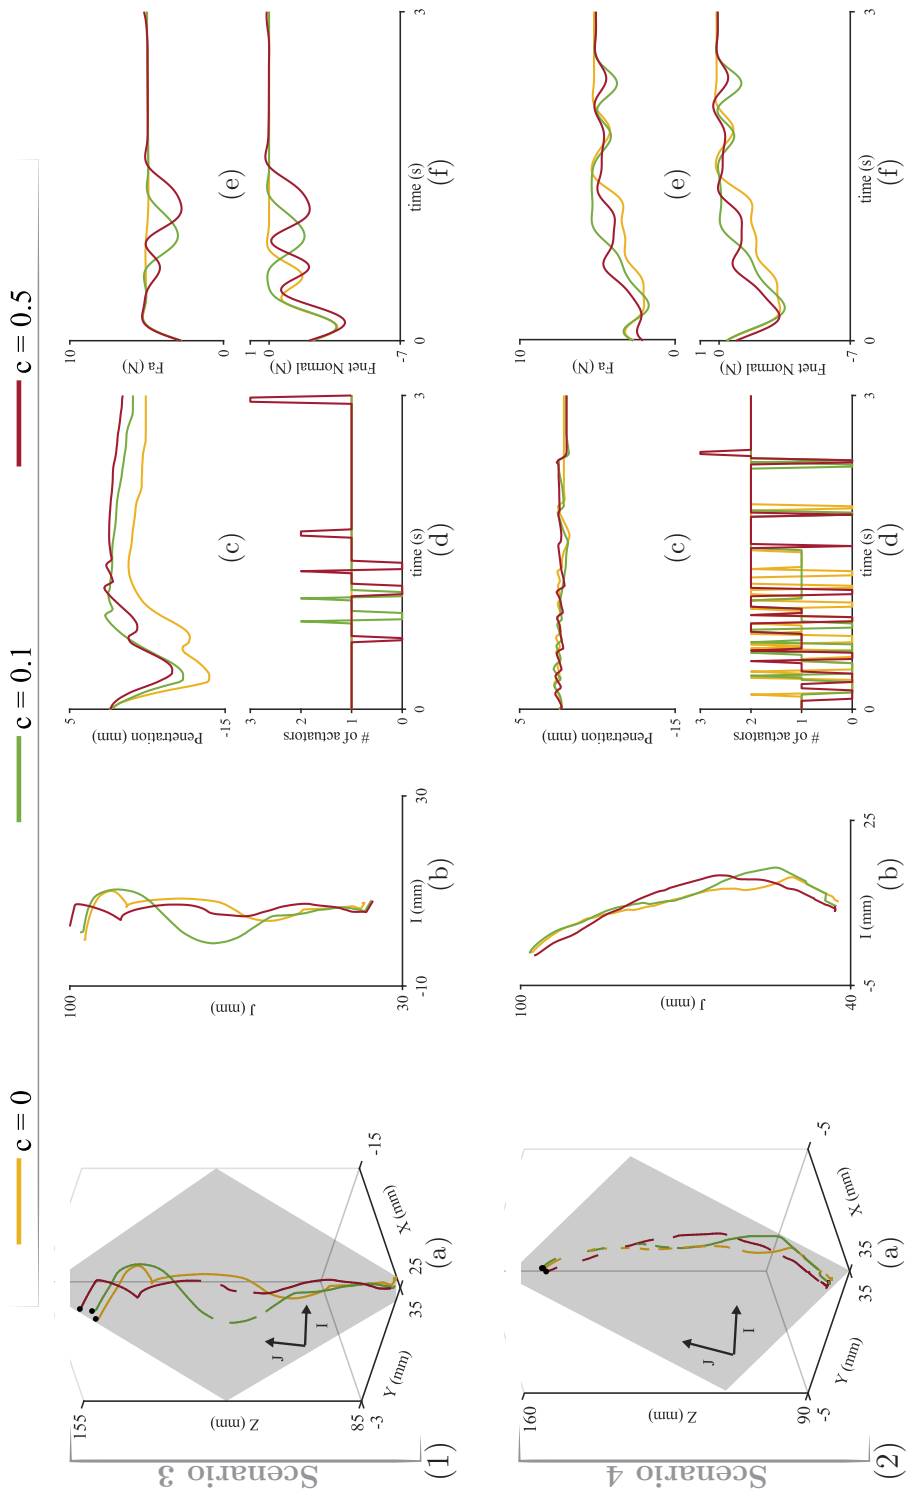 c = 0
c = 0.1
c = 0.5
Scenario 3
(1)
155
Z (mm)
85
-3
Y (mm)
35
25
X (mm)
-15
J
I
(a)
100
J (mm)
30
-10
I (mm)
30
(b)
5
Penetration (mm)
-15
(c)
3
2
1
0
# of actuators
0
time (s)
3
(d)
10
Fa (N)
0
(e)
1
0
Fnet Normal (N)
-7
0
time (s)
3
(f)
Scenario 4
(2)
160
Z (mm)
90
-5
Y (mm)
35
35
X (mm)
-5
J
I
(a)
100
J (mm)
40
-5
I (mm)
25
(b)
5
Penetration (mm)
-15
(c)
3
2
1
0
# of actuators
0
time (s)
3
(d)
10
Fa (N)
0
(e)
1
0
Fnet Normal (N)
-7
0
time (s)
3
(f)